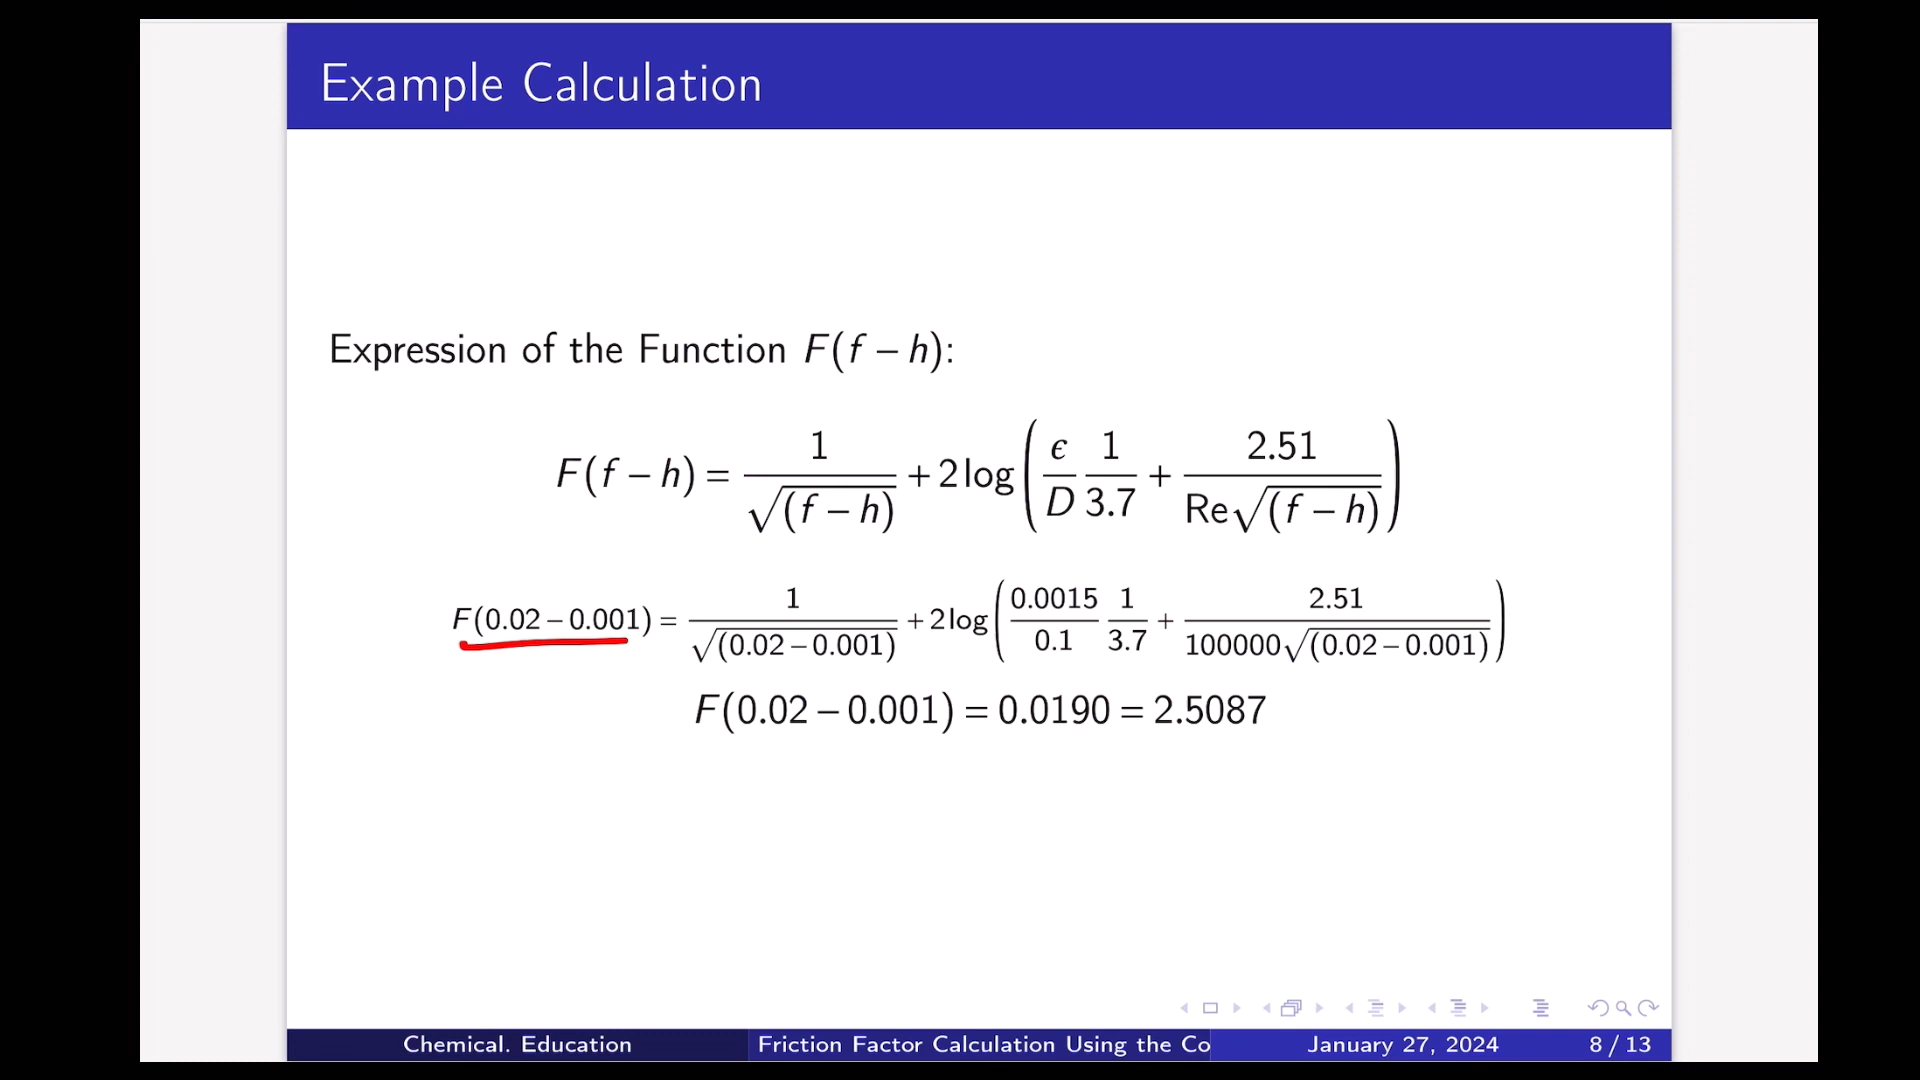 Example Calculation
Expression of the Function F(f − h):
F(f − h) = 1/√(f − h) + 2 log(ϵ/D 1/3.7 + 2.51/Re√(f − h))
F(0.02 − 0.001) = 1/√(0.02 − 0.001) + 2 log(0.0015/0.1 1/3.7 + 2.51/100000√(0.02 − 0.001))
F(0.02 − 0.001) = 0.0190 = 2.5087
Chemical. Education Friction Factor Calculation Using the Co January 27, 2024 8 / 13